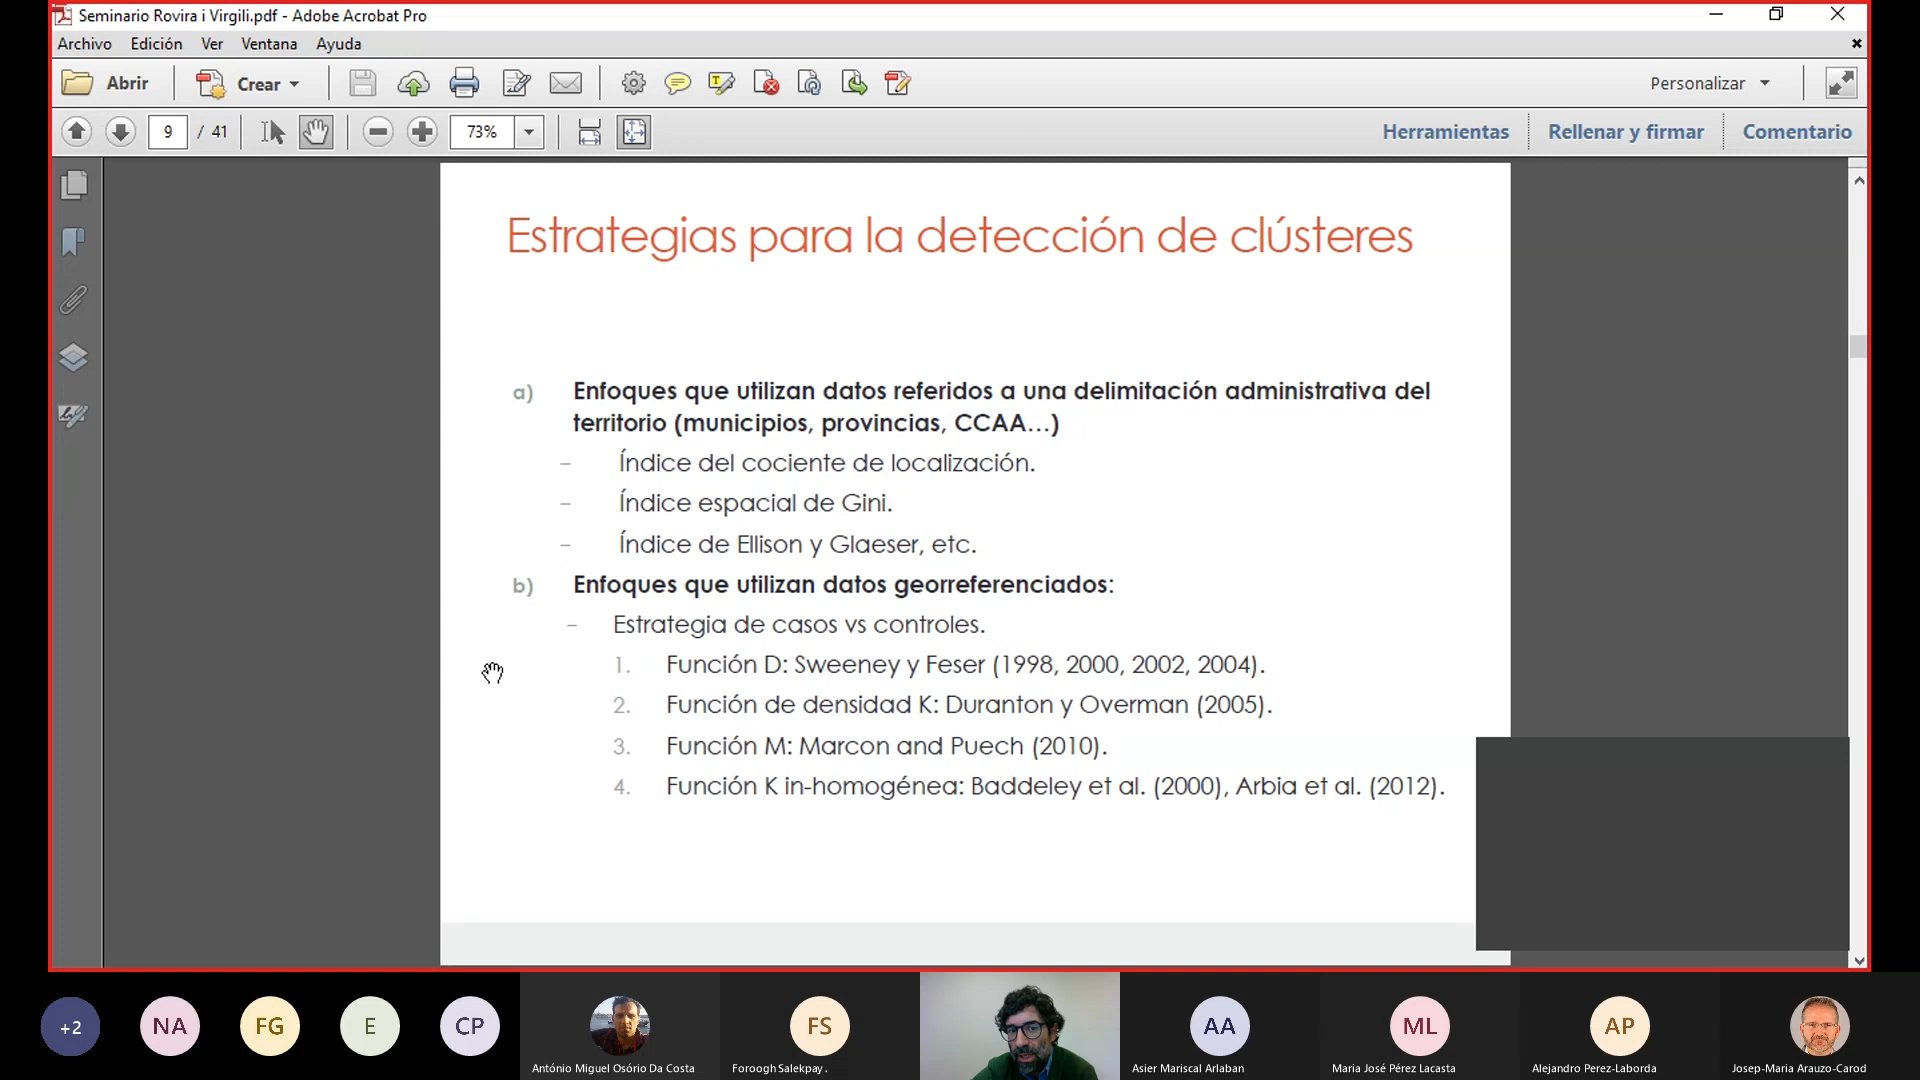 Seminario Rovira i Virgili.pdf - Adobe Acrobat Pro
Archivo Edición Ver Ventana Ayuda
Abrir Crear Personalizar
9 / 41 73% Herramientas Rellenar y firmar Comentario
Estrategias para la detección de clústeres
a) Enfoques que utilizan datos referidos a una delimitación administrativa del
territorio (municipios, provincias, CCAA...)
– Índice del cociente de localización.
– Índice espacial de Gini.
– Índice de Ellison y Glaeser, etc.
b) Enfoques que utilizan datos georreferenciados:
– Estrategia de casos vs controles.
1. Función D: Sweeney y Feser (1998, 2000, 2002, 2004).
2. Función de densidad K: Duranton y Overman (2005).
3. Función M: Marcon and Puech (2010).
4. Función K in-homogénea: Baddeley et al. (2000), Arbia et al. (2012).
+2 NA FG E CP FS AA ML AP
António Miguel Osório Da Costa Foroogh Salekpay . Asier Mariscal Arlaban Maria José Pérez Lacasta Alejandro Perez-Laborda Josep-Maria Arauzo-Carod